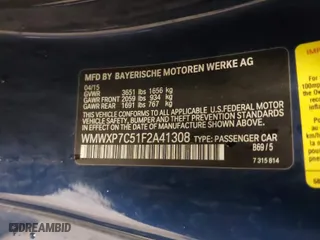 MFD BY BAYERISCHE MOTOREN WERKE AG
04/15
GVWR 3651 lbs 1656 kg
GAWR FRONT 2059 lbs 934 kg
GAWR REAR 1691 lbs 767 kg
THIS VEHICLE CONFORMS TO ALL APPLICABLE U.S.FEDERAL MOTOR
VEHICLE SAFETY, BUMPER, AND THEFT PREVENTION STANDARDS
IN EFFECT ON THE DATE OF MANUFACTURE SHOWN ABOVE.
WMWXP7C51F2A41308 TYPE: PASSENGER CAR
B69/5
7 315 814
100mp
DREAMBID